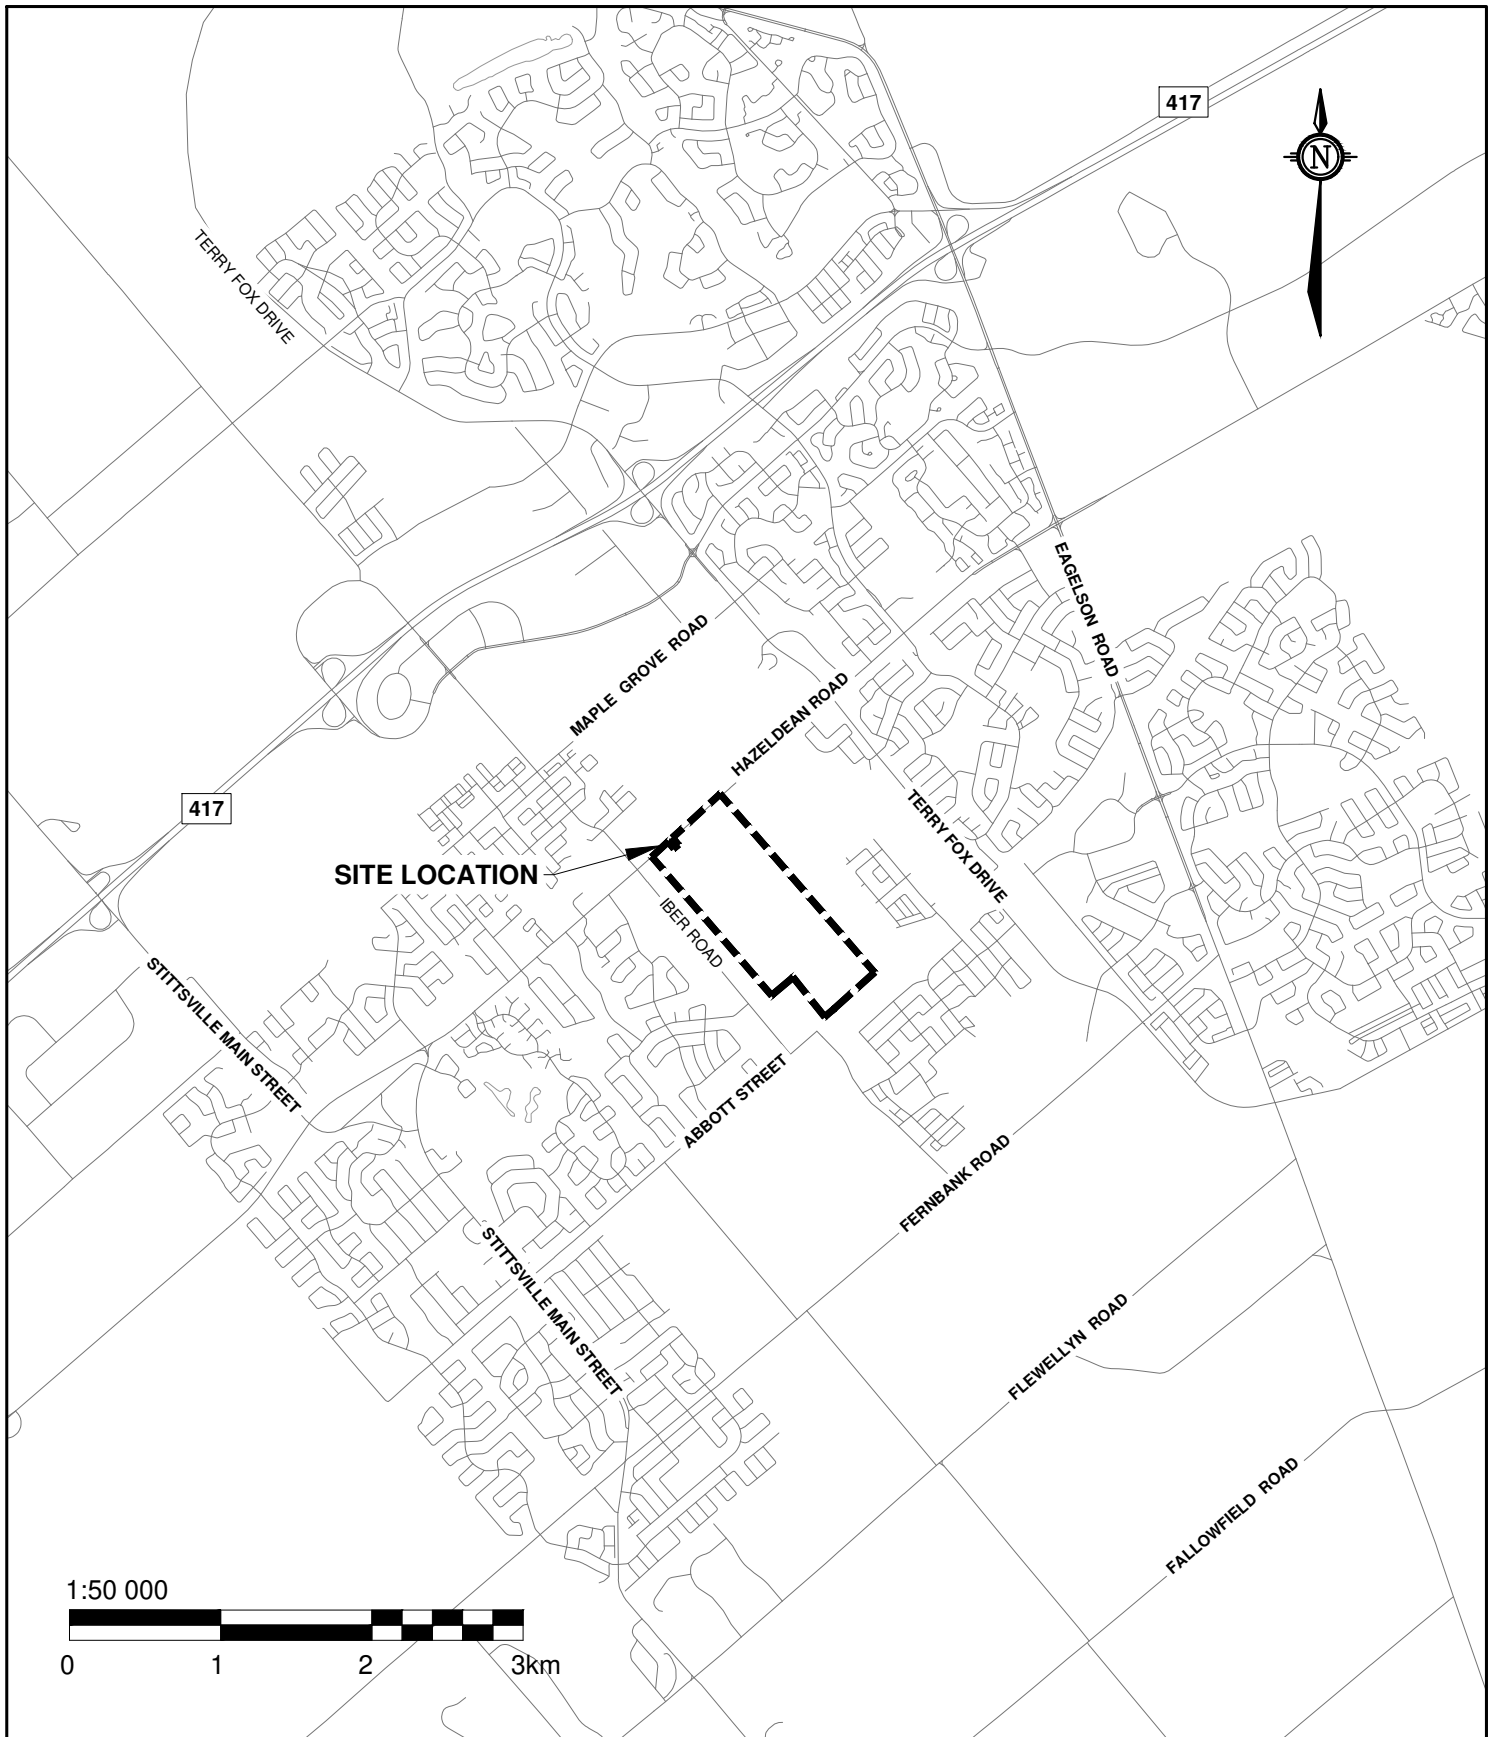 417
N
TERRY FOX DRIVE
EAGELSON ROAD
MAPLE GROVE ROAD
HAZELDEAN ROAD
417
TERRY FOX DRIVE
SITE LOCATION
IBER ROAD
STITTSVILLE MAIN STREET
ABBOTT STREET
FERNBANK ROAD
STITTSVILLE MAIN STREET
FLEWELLYN ROAD
FALLOWFIELD ROAD
1:50 000
0 1 2 3km